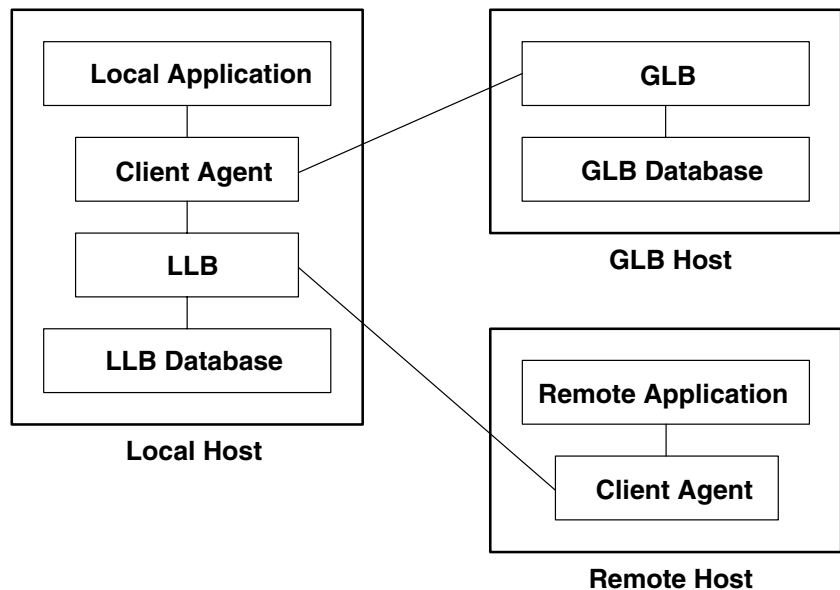 Local Application
Client Agent
LLB
LLB Database
Local Host
GLB
GLB Database
GLB Host
Remote Application
Client Agent
Remote Host